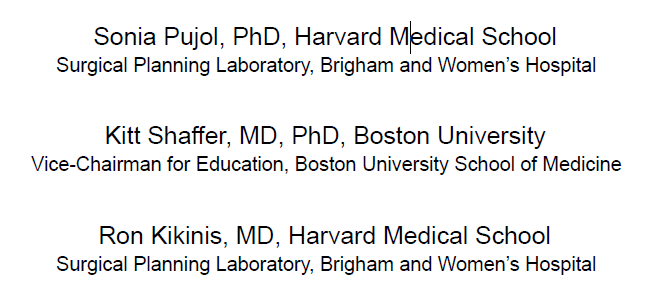 Sonia Pujol, PhD, Harvard Medical School
Surgical Planning Laboratory, Brigham and Women’s Hospital
Kitt Shaffer, MD, PhD, Boston University
Vice-Chairman for Education, Boston University School of Medicine
Ron Kikinis, MD, Harvard Medical School
Surgical Planning Laboratory, Brigham and Women’s Hospital